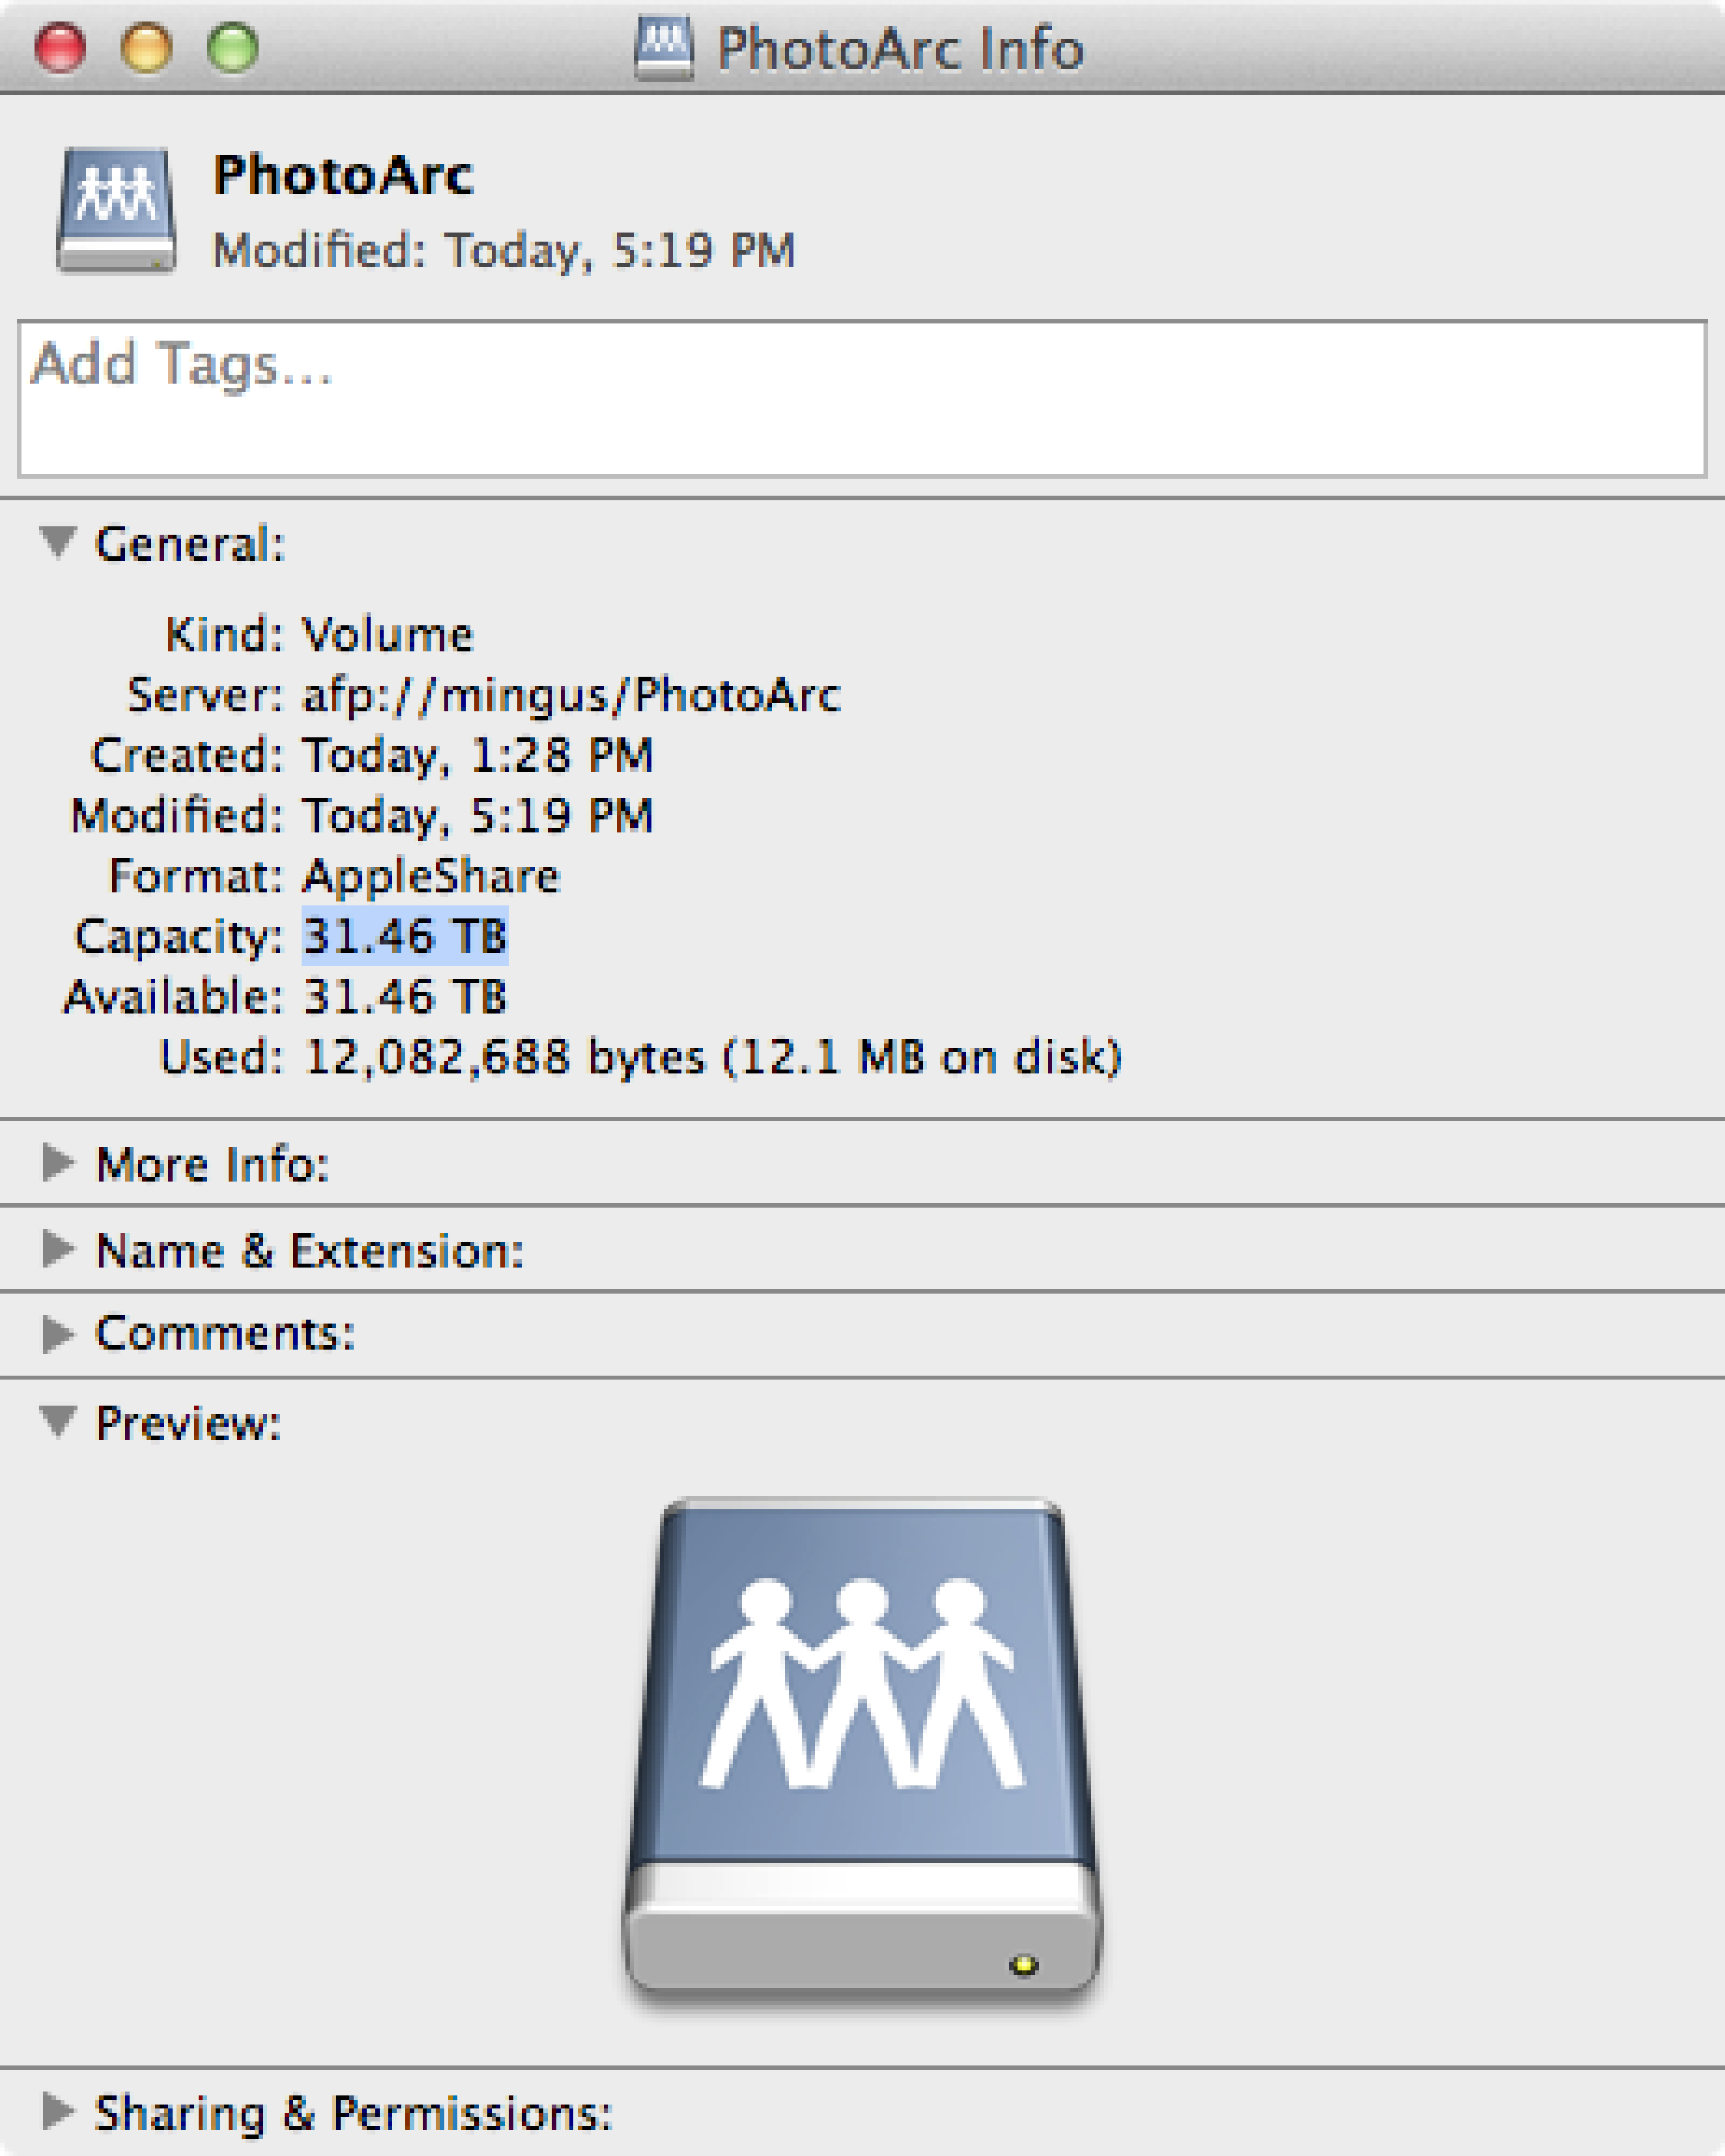 PhotoArc Info
PhotoArc
Modified: Today, 5:19 PM
Add Tags...
General:
Kind: Volume
Server: afp://mingus/PhotoArc
Created: Today, 1:28 PM
Modified: Today, 5:19 PM
Format: AppleShare
Capacity: 31.46 TB
Available: 31.46 TB
Used: 12,082,688 bytes (12.1 MB on disk)
More Info:
Name & Extension:
Comments:
Preview:
Sharing & Permissions: